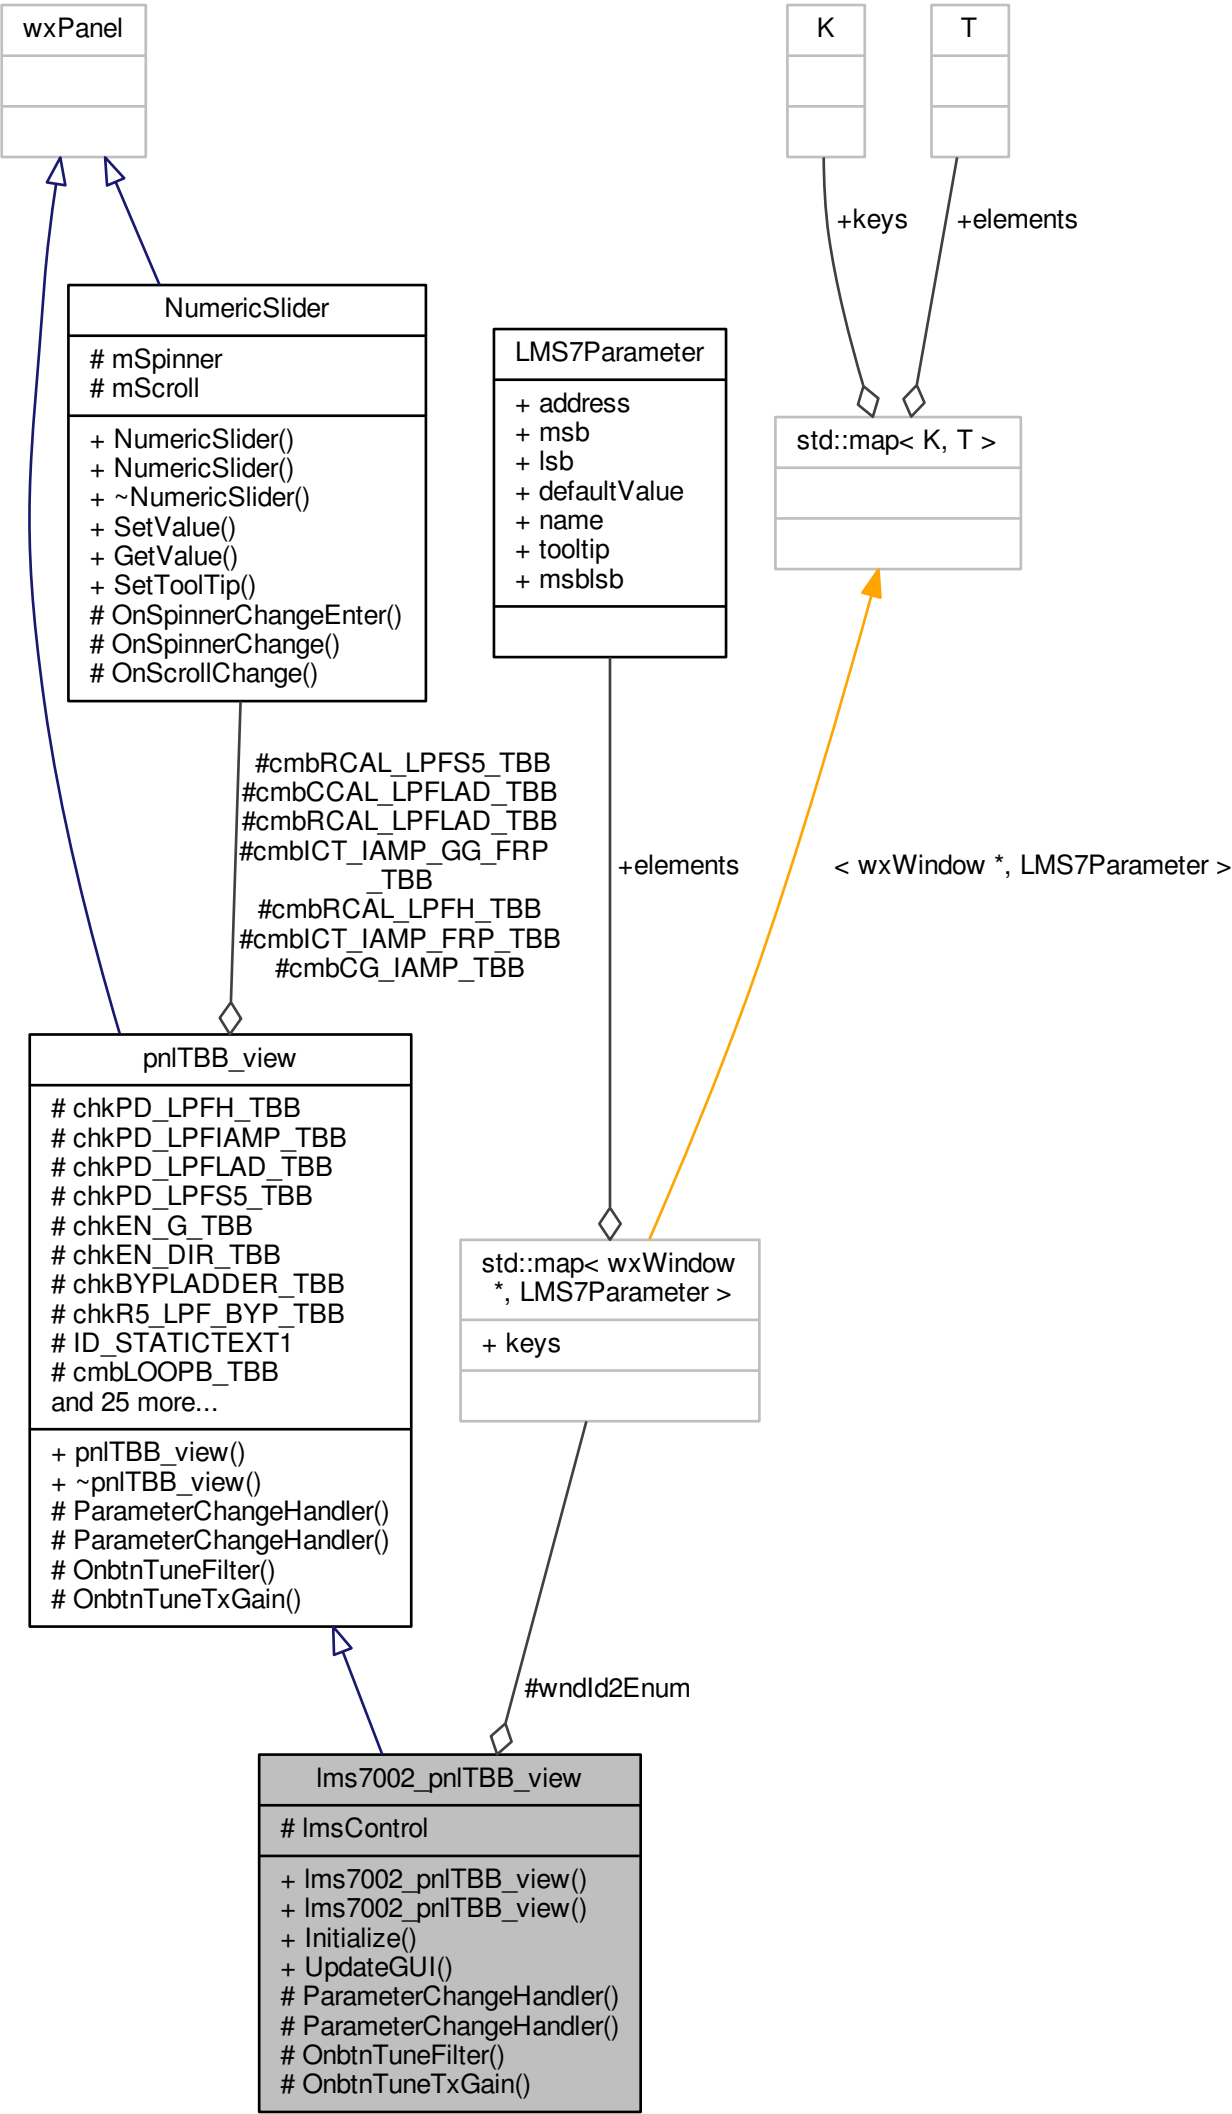 wxPanel
K
T
+keys
+elements
NumericSlider
# mSpinner
# mScroll
+ NumericSlider()
+ NumericSlider()
+ ~NumericSlider()
+ SetValue()
+ GetValue()
+ SetToolTip()
# OnSpinnerChangeEnter()
# OnSpinnerChange()
# OnScrollChange()
LMS7Parameter
+ address
+ msb
+ lsb
+ defaultValue
+ name
+ tooltip
+ msblsb
std::map< K, T >
#cmbRCAL_LPFS5_TBB
#cmbCCAL_LPFLAD_TBB
#cmbRCAL_LPFLAD_TBB
#cmbICT_IAMP_GG_FRP
_TBB
#cmbRCAL_LPFH_TBB
#cmbICT_IAMP_FRP_TBB
#cmbCG_IAMP_TBB
+elements
< wxWindow *, LMS7Parameter >
pnlTBB_view
# chkPD_LPFH_TBB
# chkPD_LPFIAMP_TBB
# chkPD_LPFLAD_TBB
# chkPD_LPFS5_TBB
# chkEN_G_TBB
# chkEN_DIR_TBB
# chkBYPLADDER_TBB
# chkR5_LPF_BYP_TBB
# ID_STATICTEXT1
# cmbLOOPB_TBB
and 25 more...
+ pnlTBB_view()
+ ~pnlTBB_view()
# ParameterChangeHandler()
# ParameterChangeHandler()
# OnbtnTuneFilter()
# OnbtnTuneTxGain()
std::map< wxWindow
*, LMS7Parameter >
+ keys
#wndId2Enum
lms7002_pnlTBB_view
# lmsControl
+ lms7002_pnlTBB_view()
+ lms7002_pnlTBB_view()
+ Initialize()
+ UpdateGUI()
# ParameterChangeHandler()
# ParameterChangeHandler()
# OnbtnTuneFilter()
# OnbtnTuneTxGain()